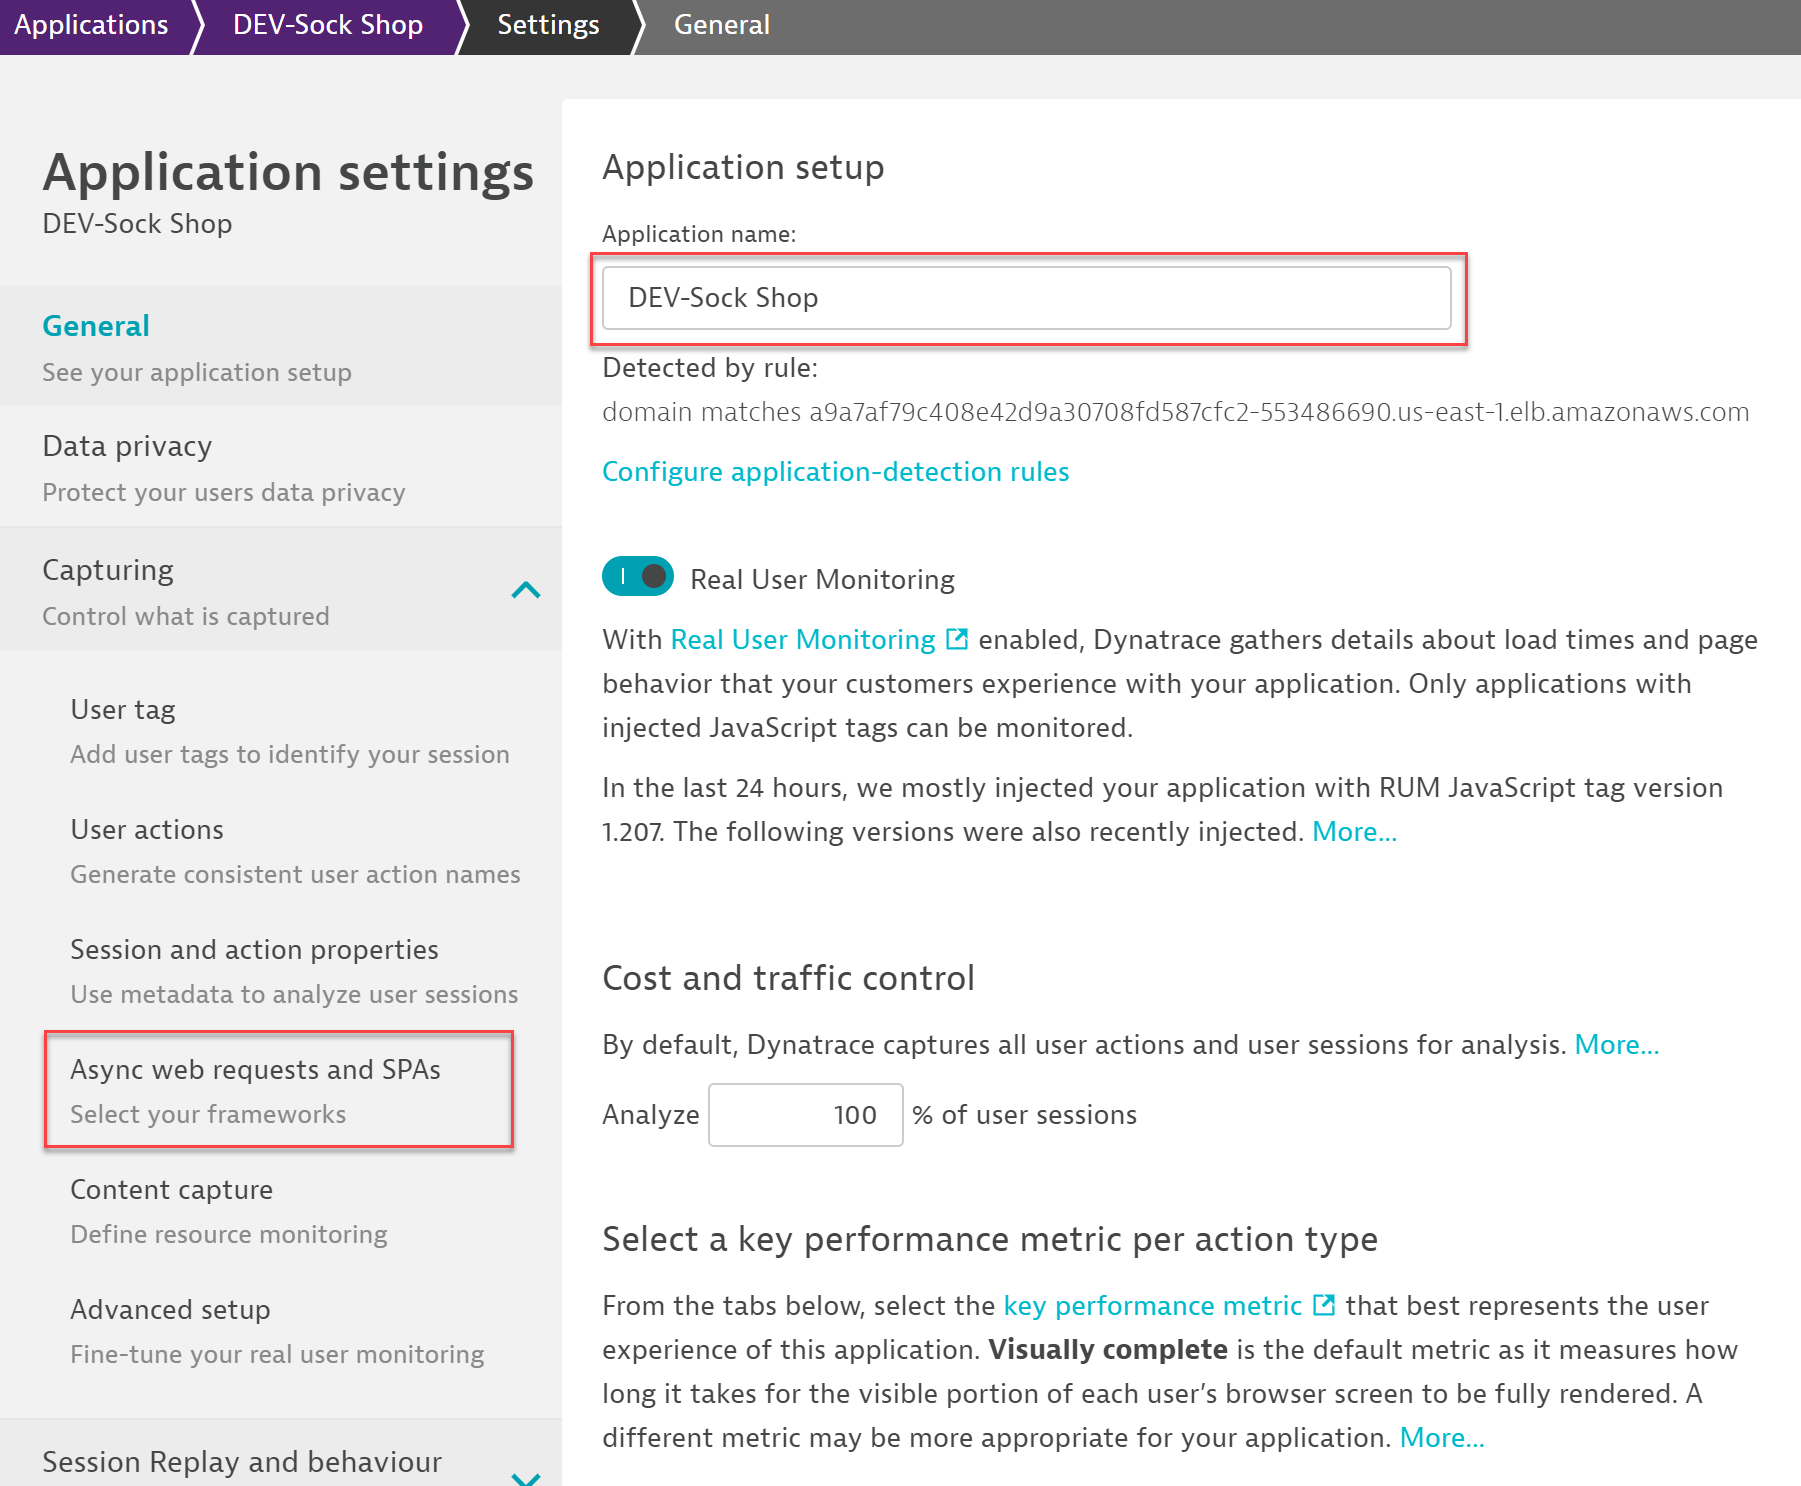 Applications
DEV-Sock Shop
Settings
General
Application settings
DEV-Sock Shop
General
See your application setup
Data privacy
Protect your users data privacy
Capturing
Control what is captured
User tag
Add user tags to identify your session
User actions
Generate consistent user action names
Session and action properties
Use metadata to analyze user sessions
Async web requests and SPAs
Select your frameworks
Content capture
Define resource monitoring
Advanced setup
Fine-tune your real user monitoring
Session Replay and behaviour
Application setup
Application name:
DEV-Sock Shop
Detected by rule:
domain matches a9a7af79c408e42d9a30708fd587cfc2-553486690.us-east-1.elb.amazonaws.com
Configure application-detection rules
Real User Monitoring
With Real User Monitoring enabled, Dynatrace gathers details about load times and page
behavior that your customers experience with your application. Only applications with
injected JavaScript tags can be monitored.
In the last 24 hours, we mostly injected your application with RUM JavaScript tag version
1.207. The following versions were also recently injected. More...
Cost and traffic control
By default, Dynatrace captures all user actions and user sessions for analysis. More...
Analyze 100 % of user sessions
Select a key performance metric per action type
From the tabs below, select the key performance metric that best represents the user
experience of this application. Visually complete is the default metric as it measures how
long it takes for the visible portion of each user's browser screen to be fully rendered. A
different metric may be more appropriate for your application. More...